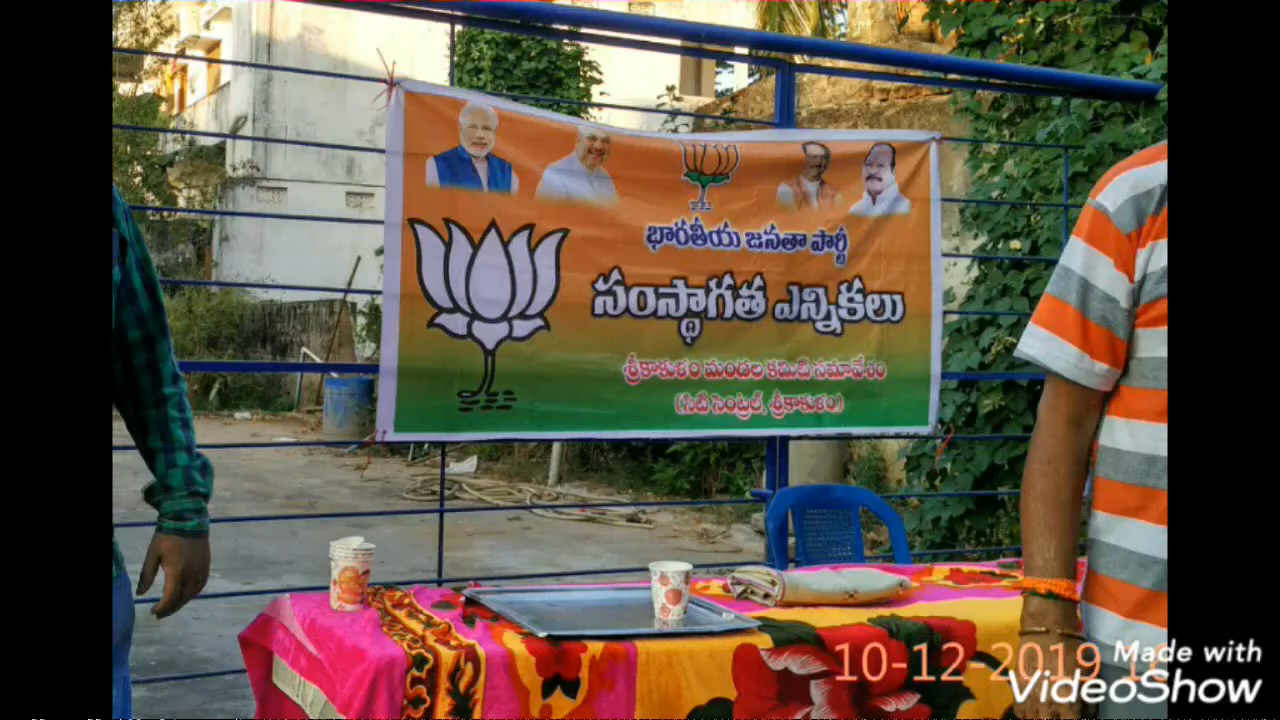 భారతీయ జనతా పార్టీ
సంస్థాగత ఎన్నికలు
శ్రీకాకుళం మండల కమిటీ సమావేశం
(సిటీ సెంట్రల్, శ్రీకాకుళం)
10-12-2019
Made with
VideoShow